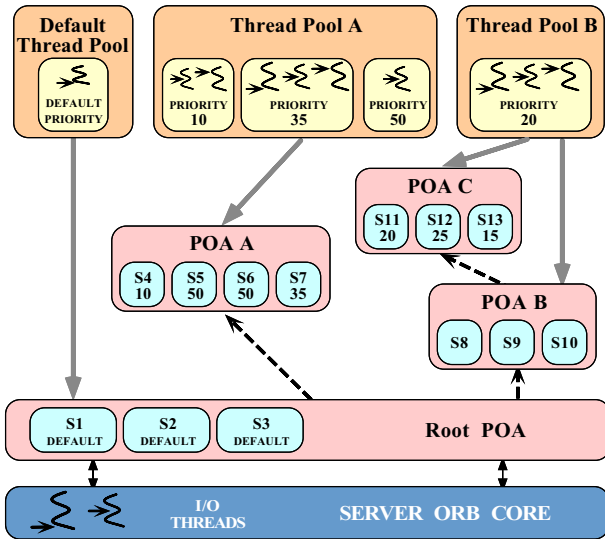 Default
Thread Pool
DEFAULT
PRIORITY
Thread Pool A
PRIORITY
10
PRIORITY
35
PRIORITY
50
Thread Pool B
PRIORITY
20
POA C
S11
20
S12
25
S13
15
POA A
S4
10
S5
50
S6
50
S7
35
POA B
S8
S9
S10
S1
DEFAULT
S2
DEFAULT
S3
DEFAULT
Root POA
I/O
THREADS
SERVER ORB CORE